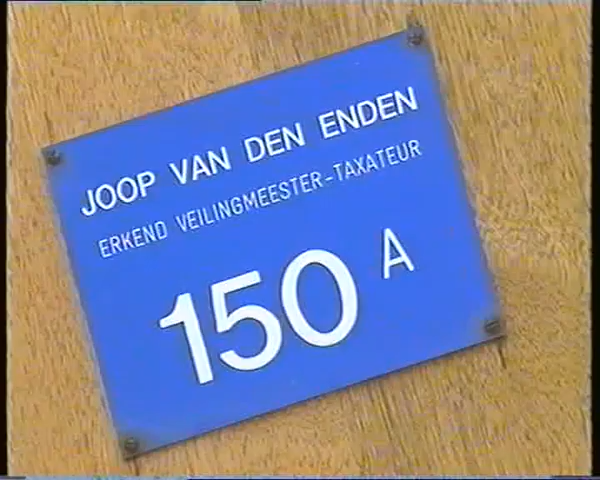 JOOP VAN DEN ENDEN
ERKEND VEILINGMEESTER-TAXATEUR
150 A